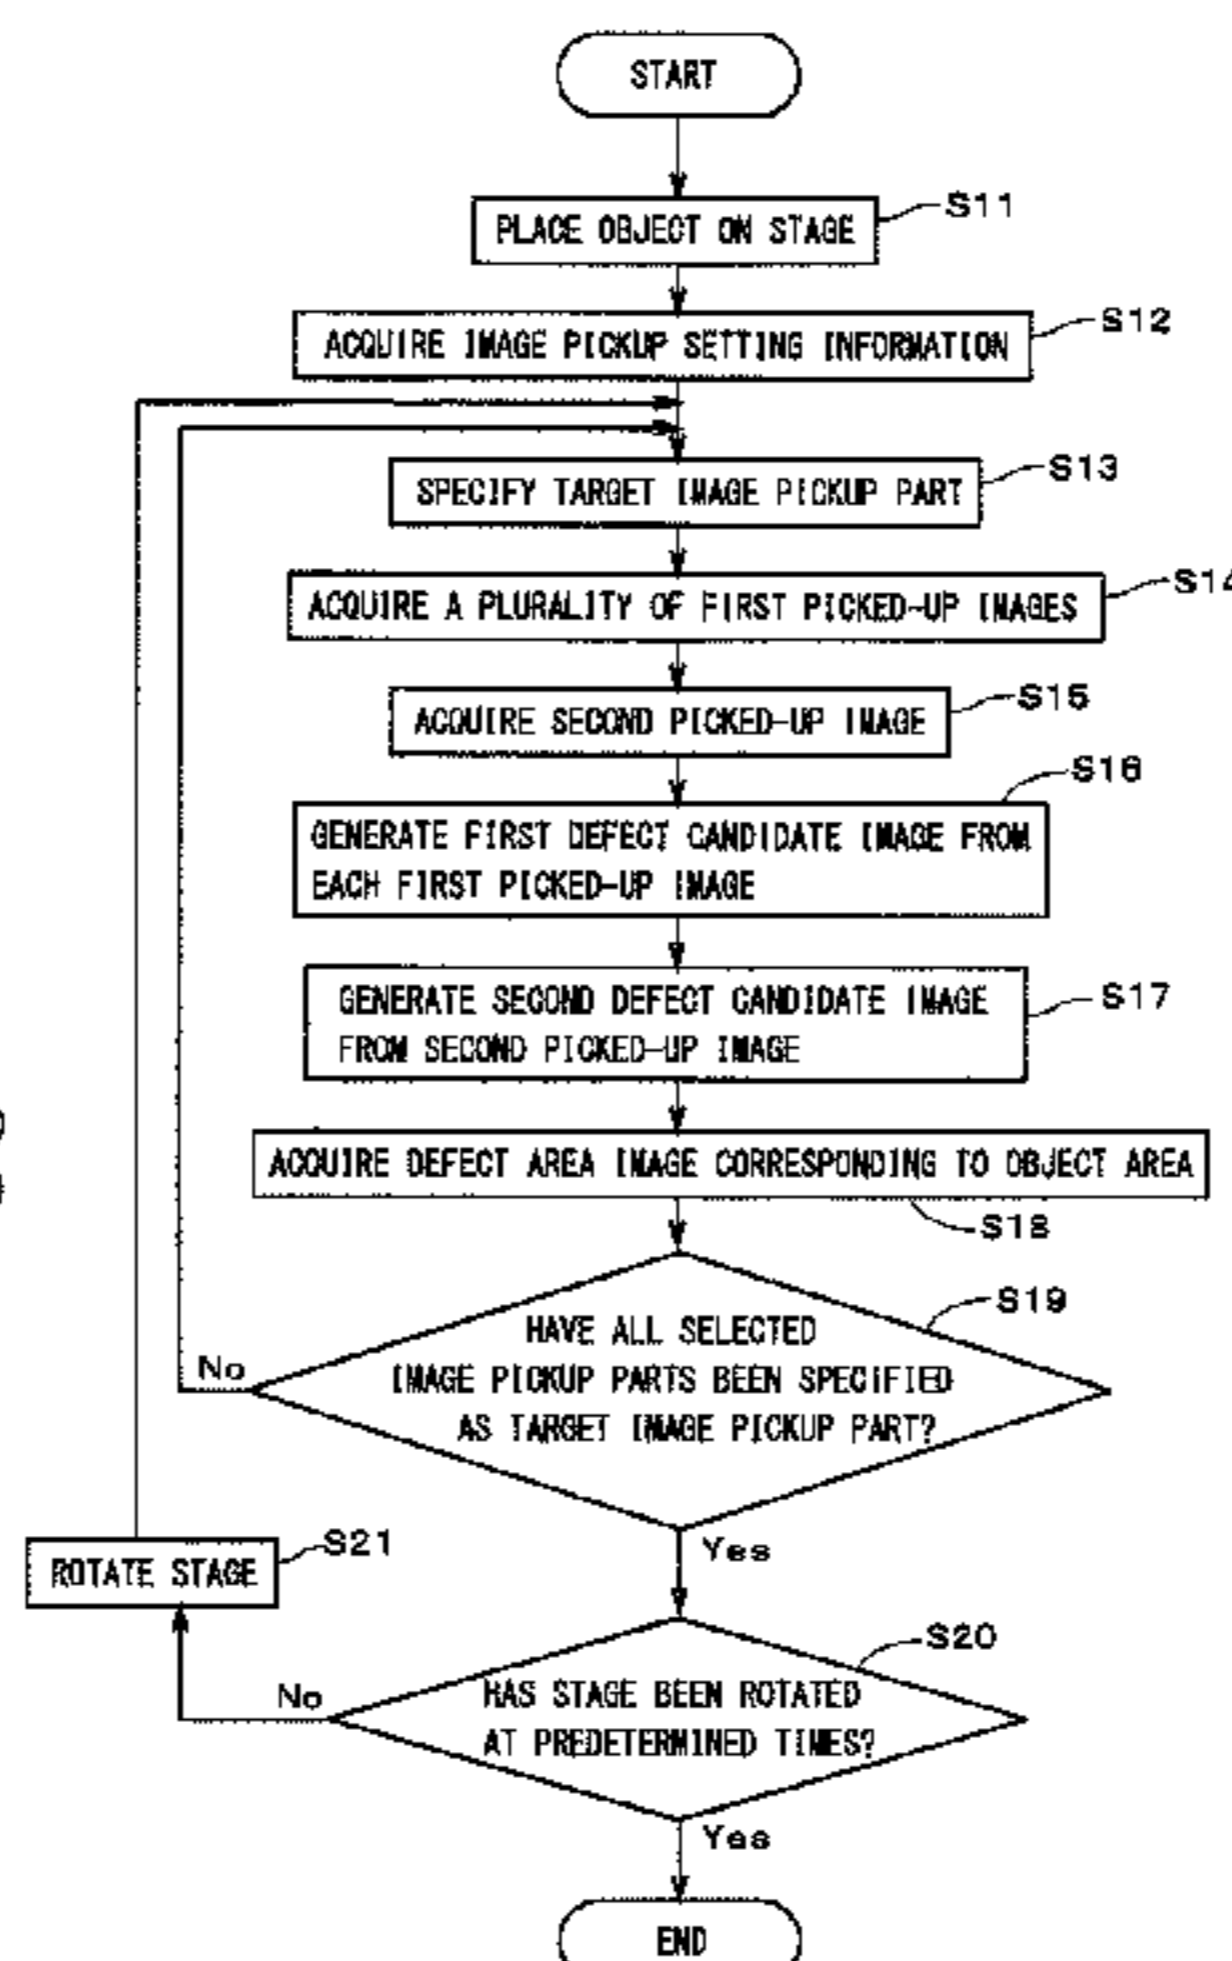 START
PLACE OBJECT ON STAGE
S11
ACQUIRE IMAGE PICKUP SETTING INFORMATION
S12
SPECIFY TARGET IMAGE PICKUP PART
S13
ACQUIRE A PLURALITY OF FIRST PICKED-UP IMAGES
S14
ACQUIRE SECOND PICKED-UP IMAGE
S15
S16
GENERATE FIRST DEFECT CANDIDATE IMAGE FROM
EACH FIRST PICKED-UP IMAGE
GENERATE SECOND DEFECT CANDIDATE IMAGE
FROM SECOND PICKED-UP IMAGE
S17
ACQUIRE DEFECT AREA IMAGE CORRESPONDING TO OBJECT AREA
S18
S19
HAVE ALL SELECTED
IMAGE PICKUP PARTS BEEN SPECIFIED
AS TARGET IMAGE PICKUP PART?
No
Yes
ROTATE STAGE
S21
S20
HAS STAGE BEEN ROTATED
AT PREDETERMINED TIMES?
No
Yes
END